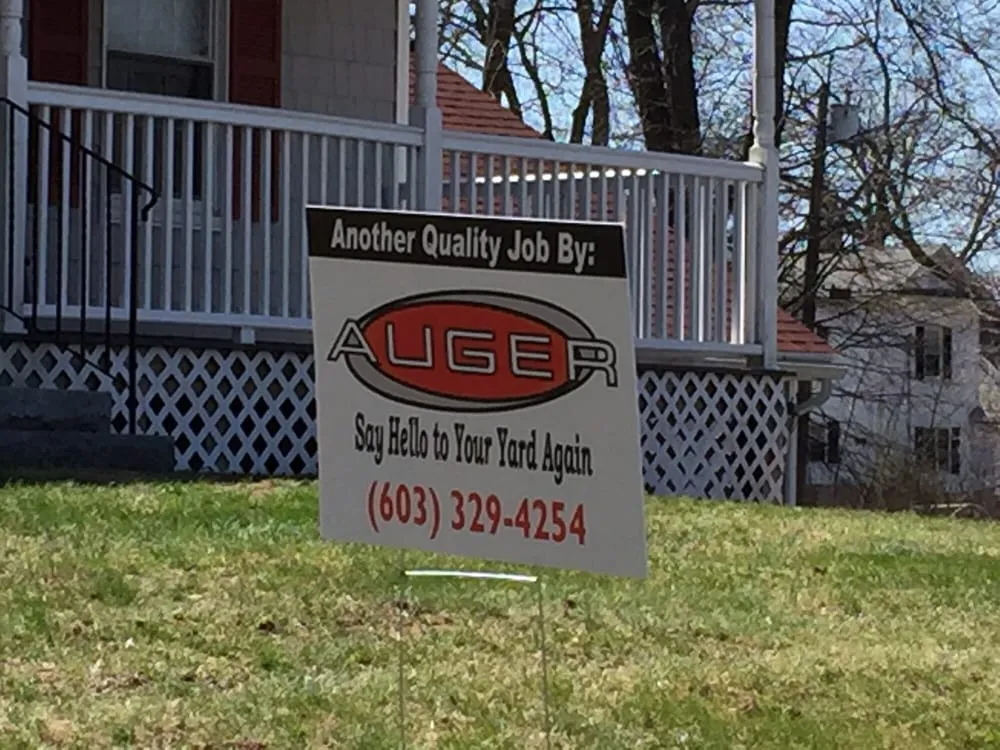 Another Quality Job By:
AUGER
Say Hello to Your Yard Again
(603) 329-4254